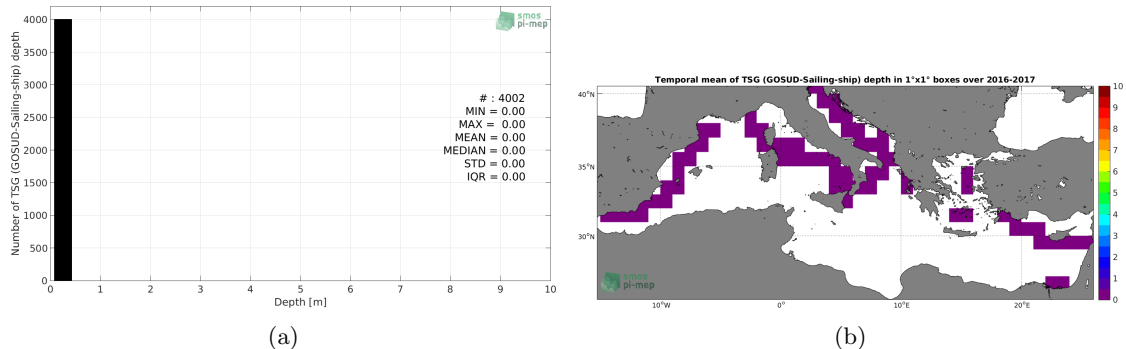 4000
3500
3000
2500
2000
1500
1000
500
0
Number of TSG (GOSUD-Sailing-ship) depth
smos
pi-mep
# : 4002
MIN = 0.00
MAX = 0.00
MEAN = 0.00
MEDIAN = 0.00
STD = 0.00
IQR = 0.00
0 1 2 3 4 5 6 7 8 9 10
Depth [m]
(a)
Temporal mean of TSG (GOSUD-Sailing-ship) depth in 1°x1° boxes over 2016-2017
40°N
35°N
30°N
10°W 0° 10°E 20°E
smos
pi-mep
10
9
8
7
6
5
4
3
2
1
0
(b)